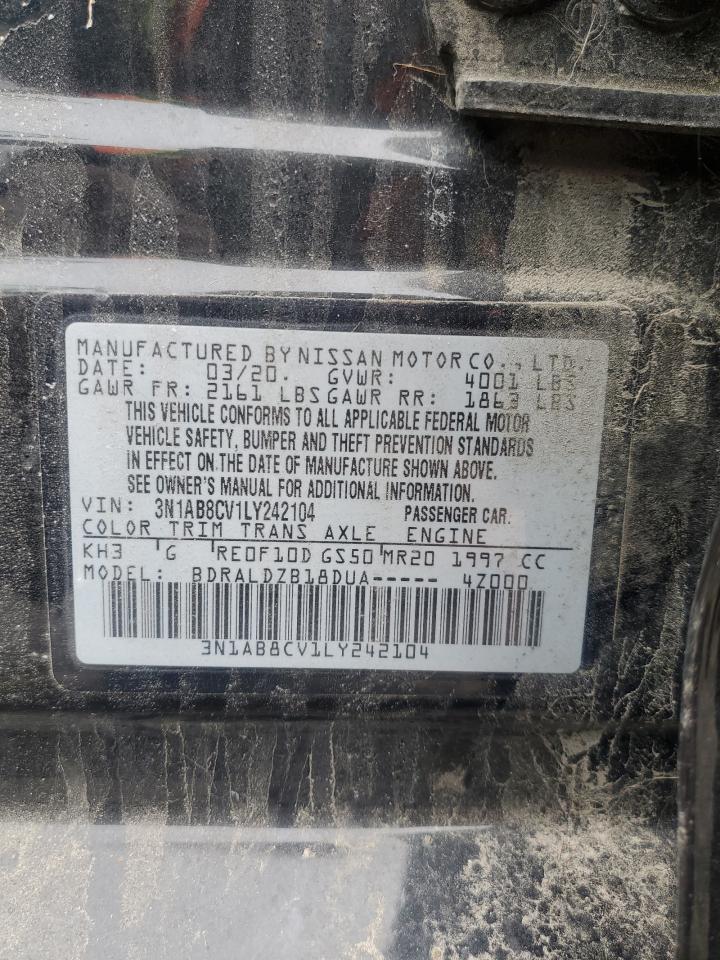 MANUFACTURED BY NISSAN MOTOR CO., LTD.
DATE: 03/20. GVWR: 4001 LBS
GAWR FR: 2161 LBS GAWR RR: 1863 LBS
THIS VEHICLE CONFORMS TO ALL APPLICABLE FEDERAL MOTOR
VEHICLE SAFETY, BUMPER AND THEFT PREVENTION STANDARDS
IN EFFECT ON THE DATE OF MANUFACTURE SHOWN ABOVE.
SEE OWNER'S MANUAL FOR ADDITIONAL INFORMATION.
VIN: 3N1AB8CV1LY242104 PASSENGER CAR.
COLOR TRIM TRANS AXLE ENGINE
KH3 G RE0F10D GS50 MR20 1997 CC
MODEL: BDRALDZB18DUA----- 4Z000
3N1AB8CV1LY242104